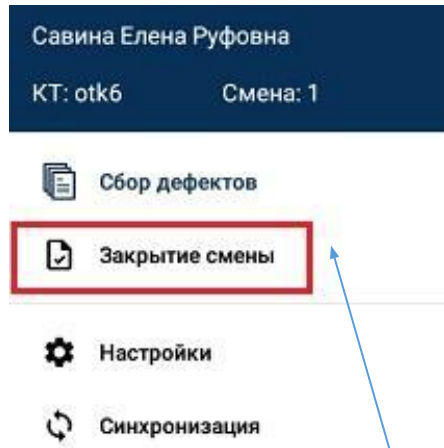 Савина Елена Руфовна
КТ: otk6 Смена: 1
Сбор дефектов
Закрытие смены
Настройки
Синхронизация